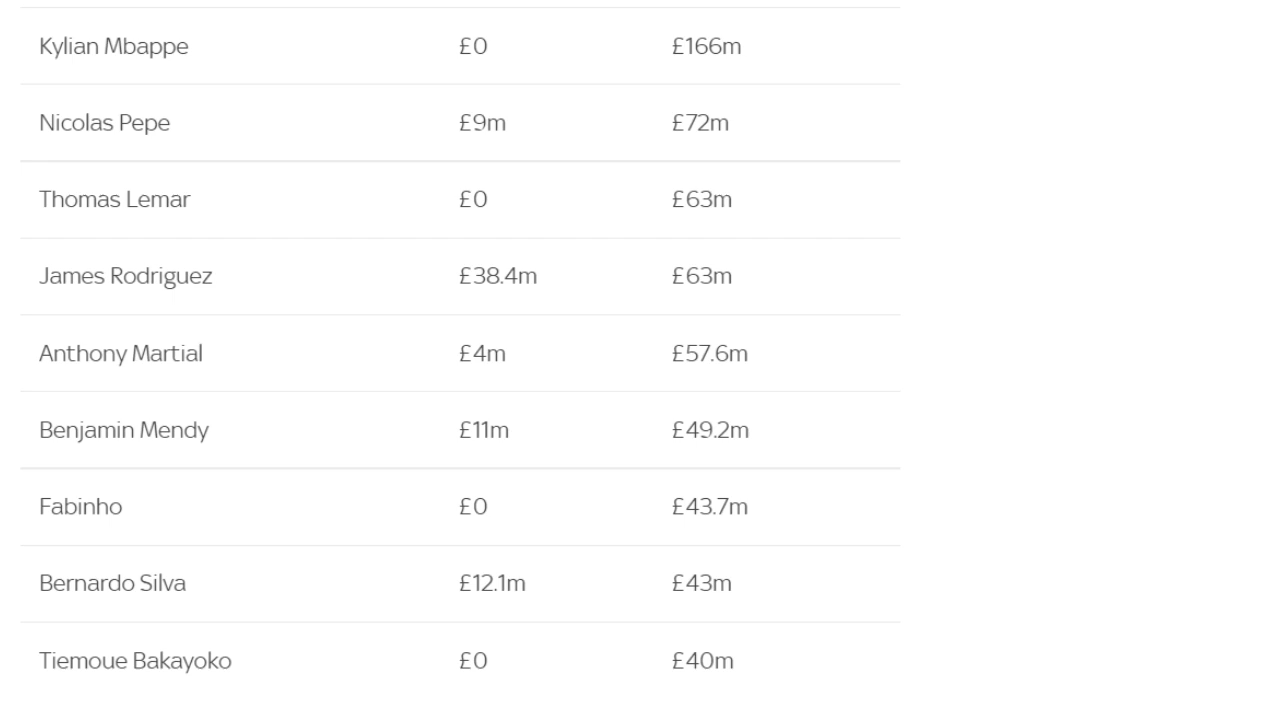 Kylian Mbappe £0 £166m
Nicolas Pepe £9m £72m
Thomas Lemar £0 £63m
James Rodriguez £38.4m £63m
Anthony Martial £4m £57.6m
Benjamin Mendy £11m £49.2m
Fabinho £0 £43.7m
Bernardo Silva £12.1m £43m
Tiemoue Bakayoko £0 £40m